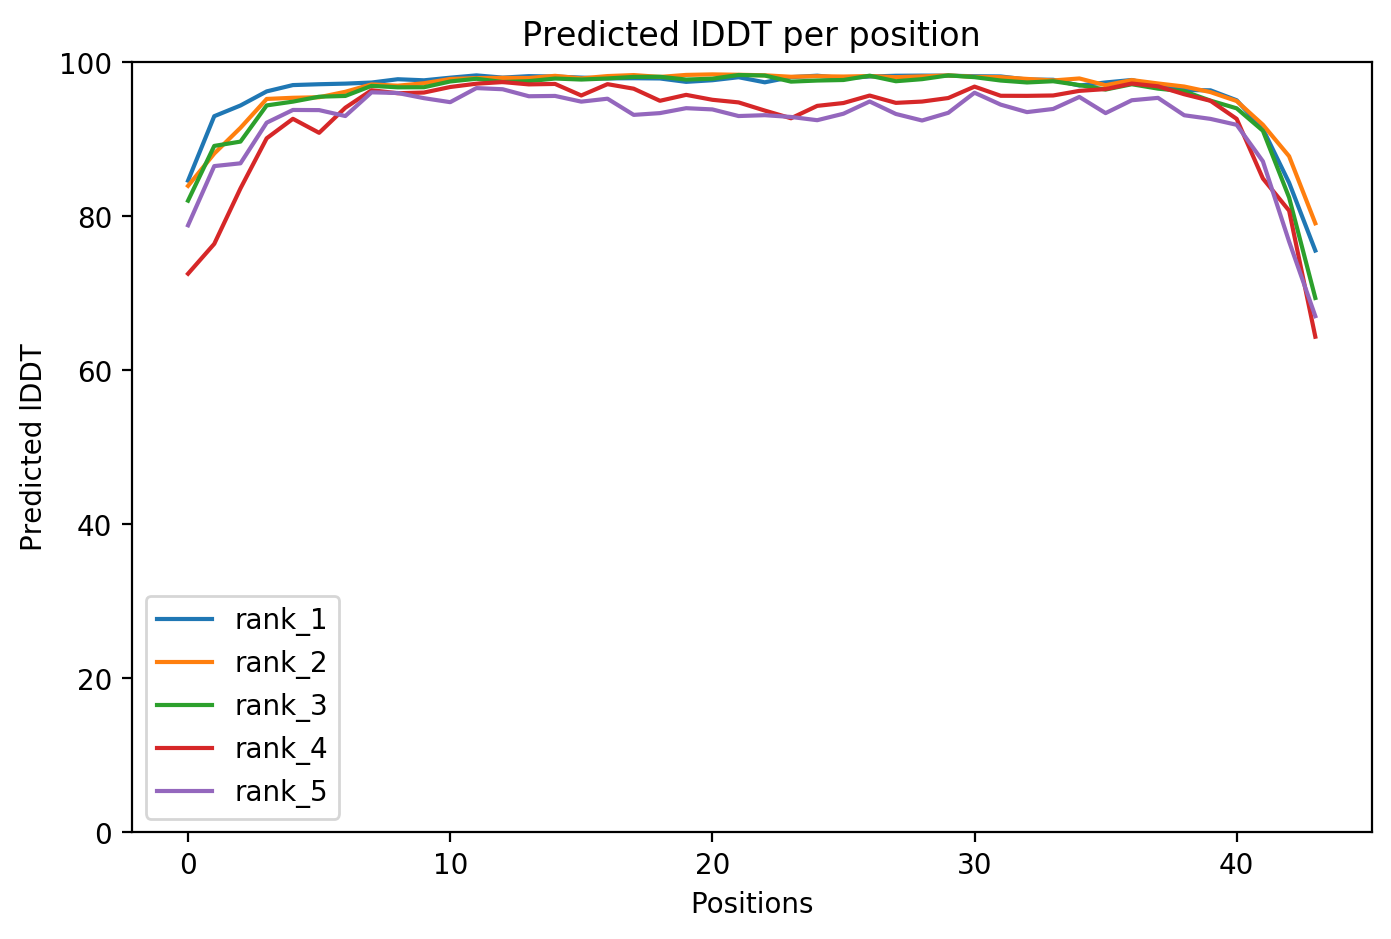 Predicted lDDT per position
100
80
60
40
20
0
Predicted lDDT
rank_1
rank_2
rank_3
rank_4
rank_5
0 10 20 30 40
Positions